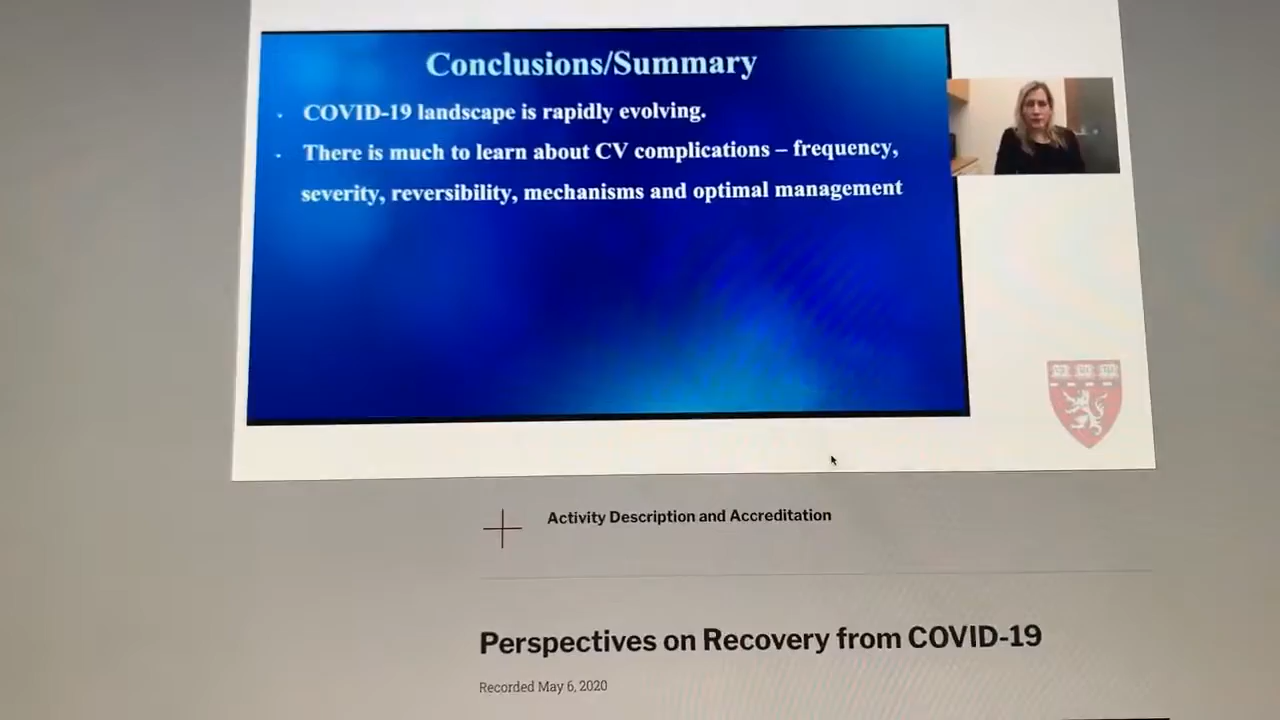 Conclusions/Summary
· COVID-19 landscape is rapidly evolving.
· There is much to learn about CV complications – frequency,
severity, reversibility, mechanisms and optimal management
Activity Description and Accreditation
Perspectives on Recovery from COVID-19
Recorded May 6, 2020